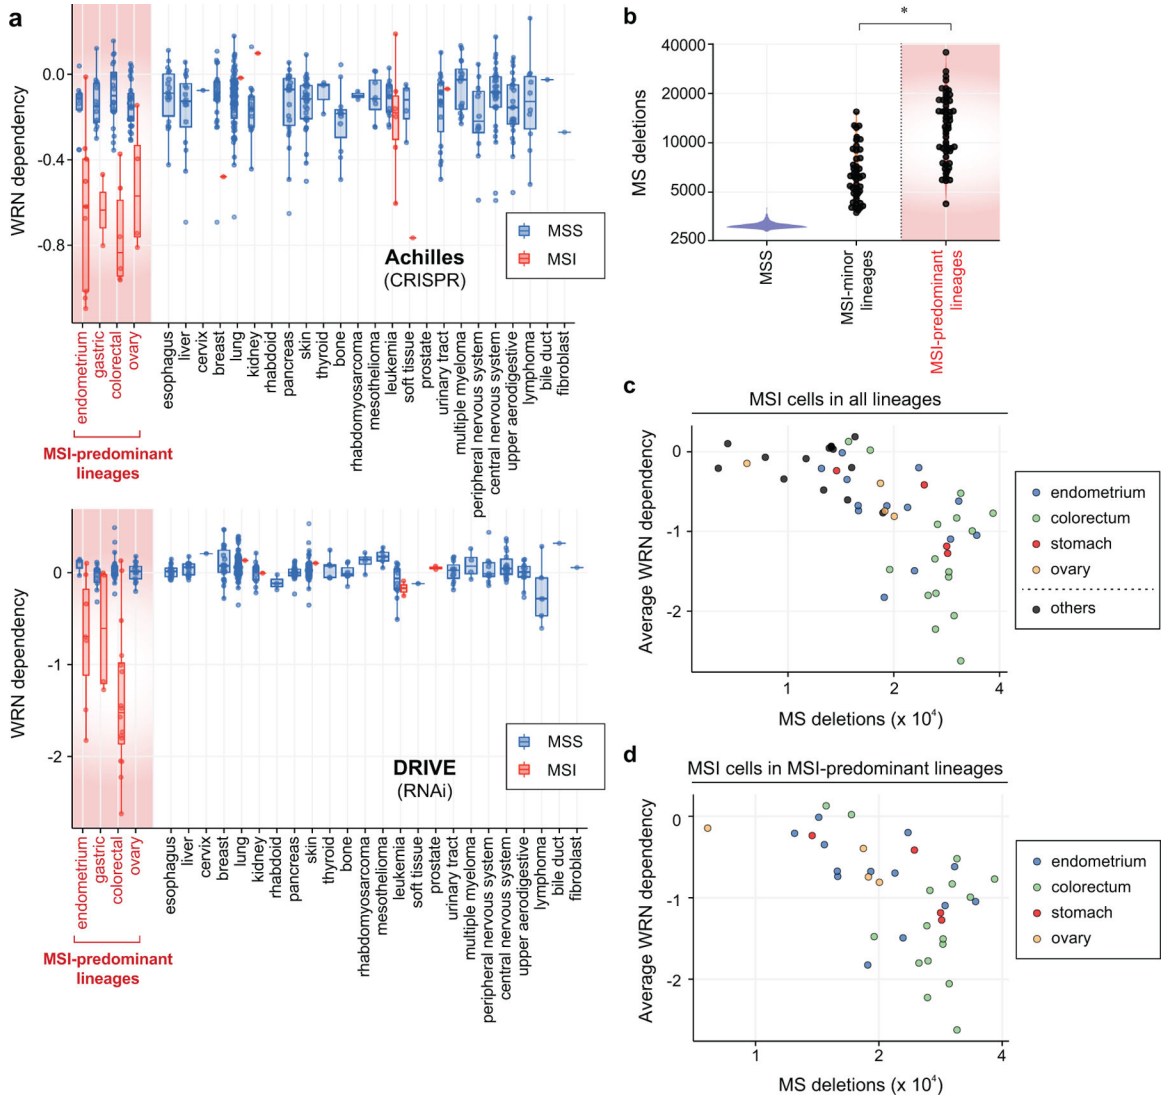 a
WRN dependency
0.0
-0.4
-0.8
Achilles
(CRISPR)
MSS
MSI
endometrium
gastric
colorectal
ovary
esophagus
liver
cervix
breast
lung
kidney
rhabdoid
pancreas
skin
thyroid
bone
rhabdomyosarcoma
mesothelioma
leukemia
soft tissue
prostate
urinary tract
multiple myeloma
peripheral nervous system
central nervous system
upper aerodigestive
lymphoma
bile duct
fibroblast
MSI-predominant
lineages
WRN dependency
0
-1
-2
DRIVE
(RNAi)
MSS
MSI
endometrium
gastric
colorectal
ovary
esophagus
liver
cervix
breast
lung
kidney
rhabdoid
pancreas
skin
thyroid
bone
rhabdomyosarcoma
mesothelioma
leukemia
soft tissue
prostate
urinary tract
multiple myeloma
peripheral nervous system
central nervous system
upper aerodigestive
lymphoma
bile duct
fibroblast
MSI-predominant
lineages
b
*
MS deletions
40000
20000
10000
5000
2500
MSS
MSI-minor
lineages
MSI-predominant
lineages
c
MSI cells in all lineages
Average WRN dependency
0
-1
-2
1
2
4
MS deletions (x 10⁴)
endometrium
colorectum
stomach
ovary
others
d
MSI cells in MSI-predominant lineages
Average WRN dependency
0
-1
-2
1
2
4
MS deletions (x 10⁴)
endometrium
colorectum
stomach
ovary